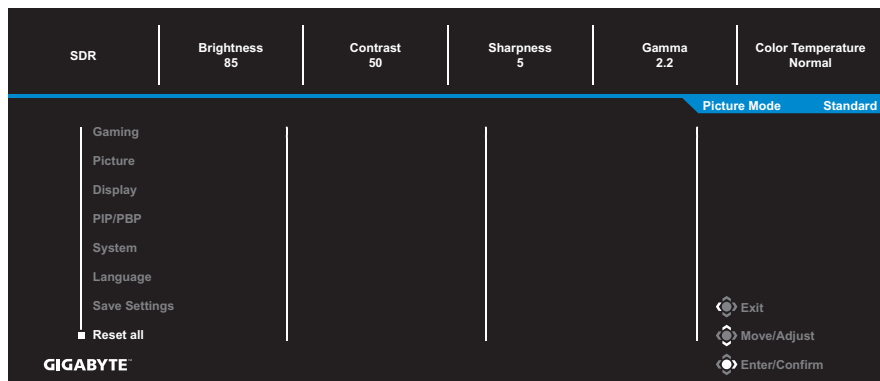 SDR
Brightness
85
Contrast
50
Sharpness
5
Gamma
2.2
Color Temperature
Normal
Picture Mode Standard
Gaming
Picture
Display
PIP/PBP
System
Language
Save Settings
Reset all
Exit
Move/Adjust
Enter/Confirm
GIGABYTE™